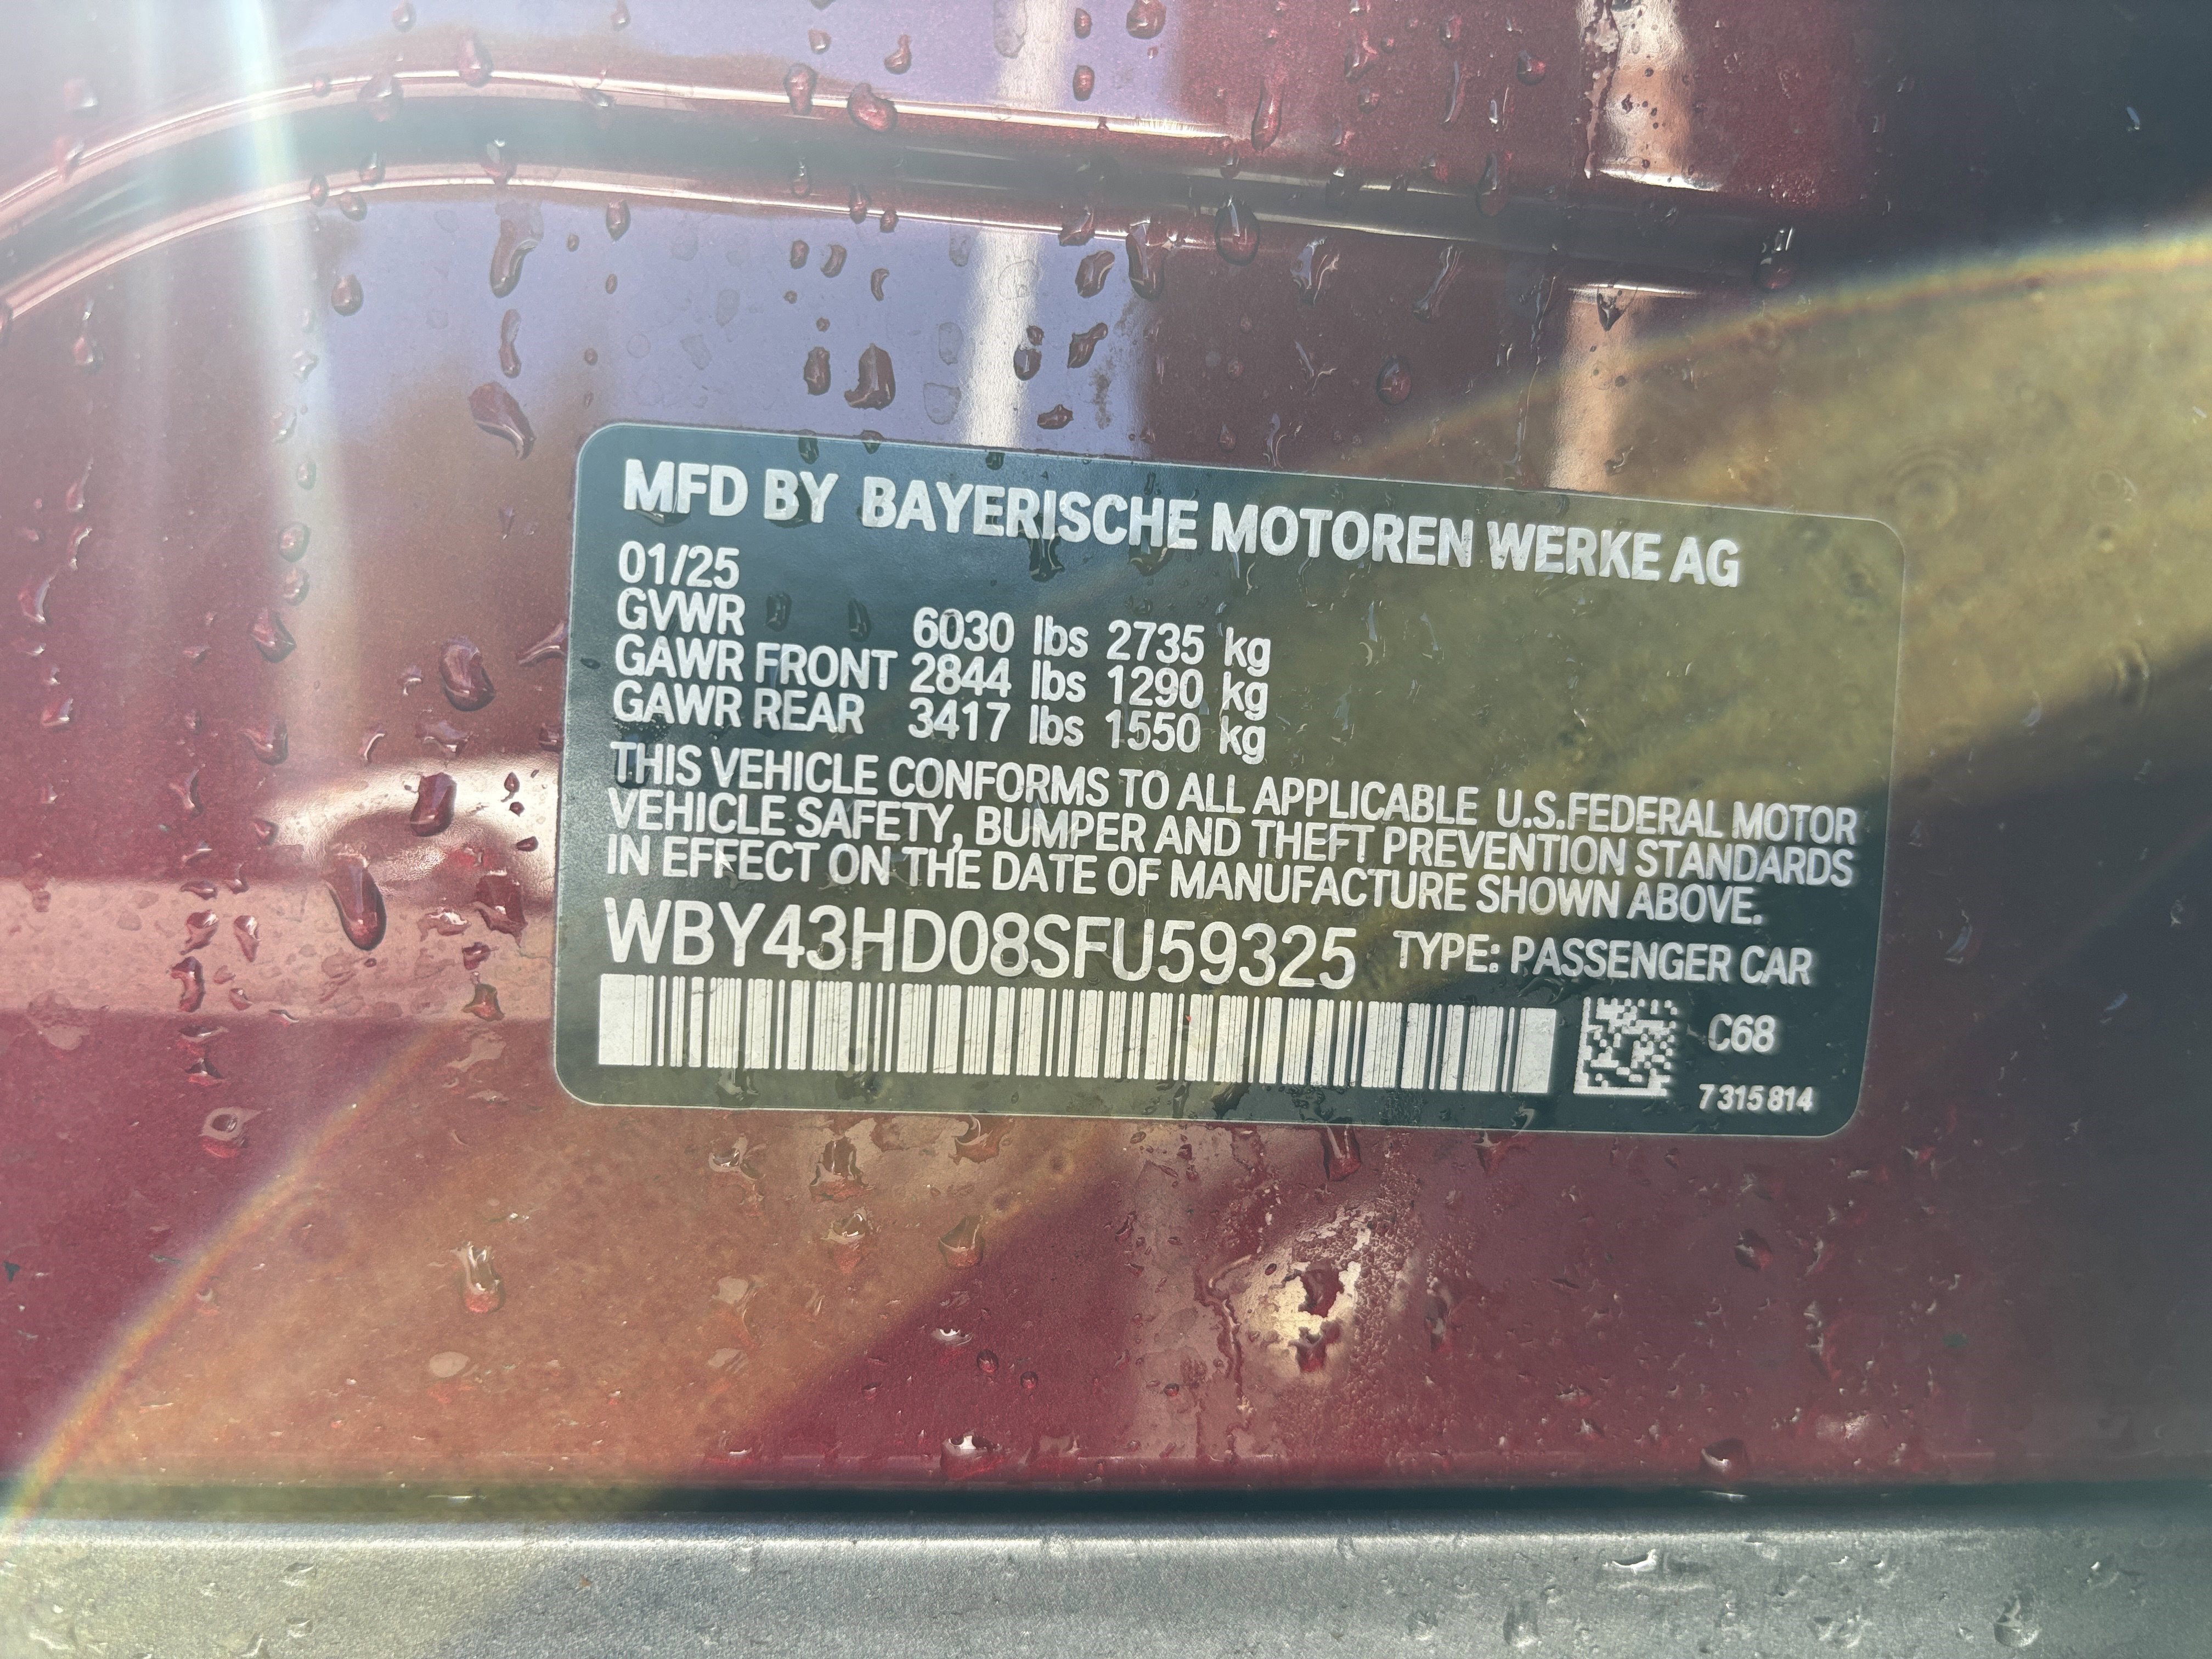 MFD BY BAYERISCHE MOTOREN WERKE AG
01/25
GVWR 6030 lbs 2735 kg
GAWR FRONT 2844 lbs 1290 kg
GAWR REAR 3417 lbs 1550 kg
THIS VEHICLE CONFORMS TO ALL APPLICABLE U.S.FEDERAL MOTOR
VEHICLE SAFETY, BUMPER AND THEFT PREVENTION STANDARDS
IN EFFECT ON THE DATE OF MANUFACTURE SHOWN ABOVE.
WBY43HD08SFU59325 TYPE: PASSENGER CAR
C68
7 315 814